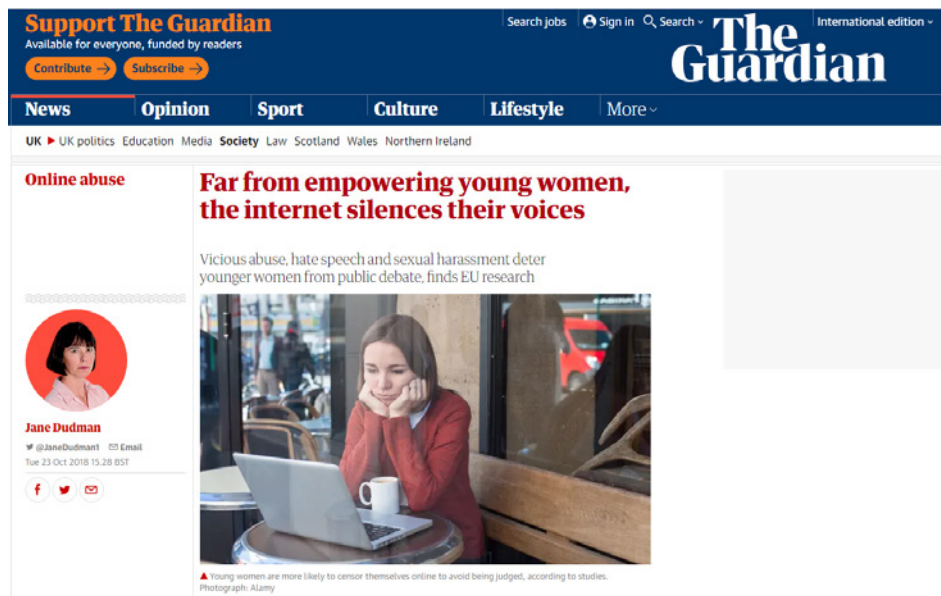 Support The Guardian
Available for everyone, funded by readers
Contribute →
Subscribe →
Search jobs
Sign in
Search
International edition
The
Guardian
News
Opinion
Sport
Culture
Lifestyle
More
UK ▶ UK politics Education Media Society Law Scotland Wales Northern Ireland
Online abuse
Far from empowering young women,
the internet silences their voices
Vicious abuse, hate speech and sexual harassment deter
younger women from public debate, finds EU research
Jane Dudman
@JaneDudman1
Email
Tue 23 Oct 2018 15.28 BST
▲ Young women are more likely to censor themselves online to avoid being judged, according to studies.
Photograph: Alamy